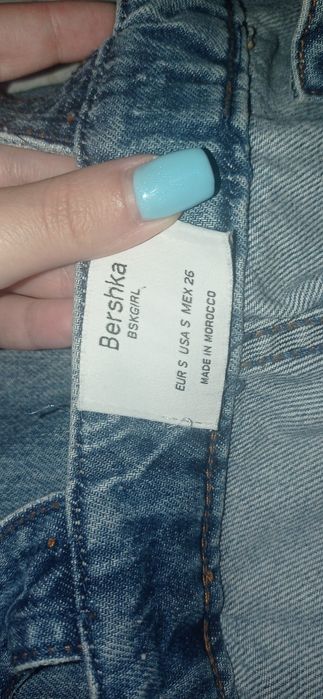 Bershka
BSKGIRL
EUR S USA S MEX 26
MADE IN MOROCCO